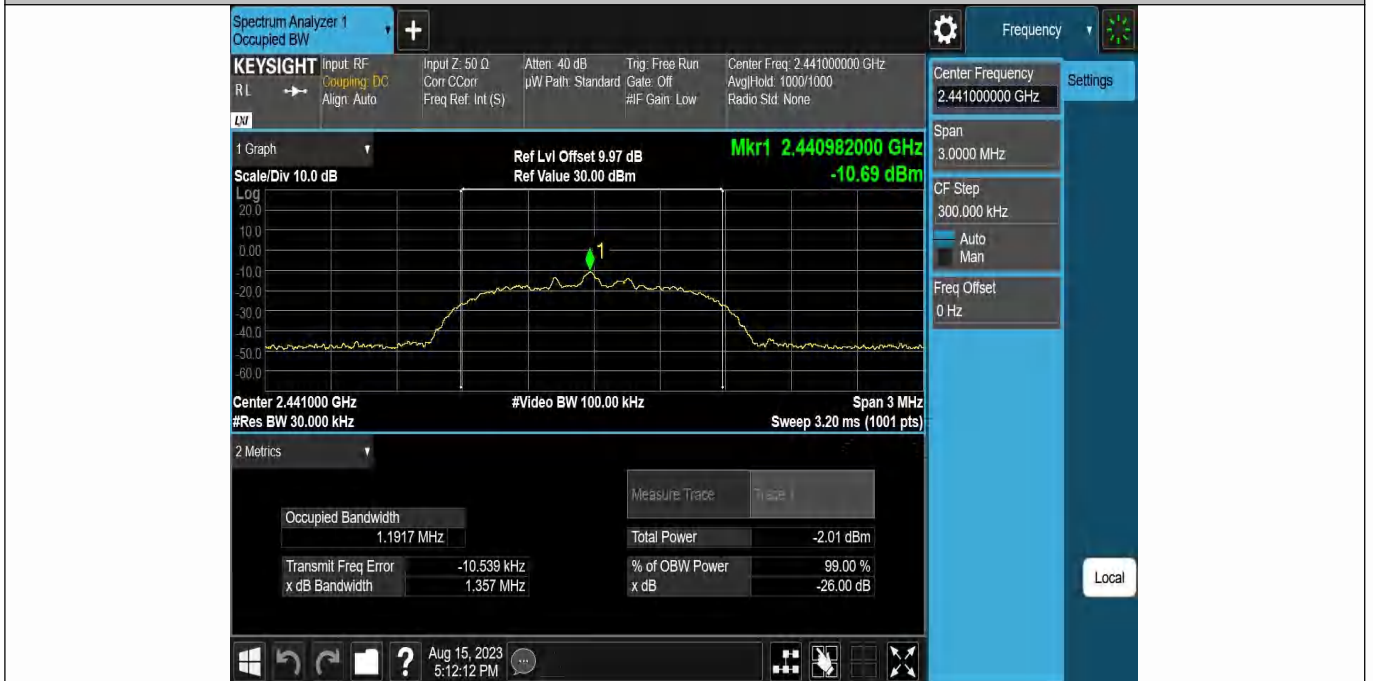 Spectrum Analyzer 1
Occupied BW
+
Frequency
KEYSIGHT
R L
LXI
Input: RF
Coupling: DC
Align: Auto
Input Z: 50 Ω
Corr CCorr
Freq Ref: Int (S)
Atten: 40 dB
µW Path: Standard
Trig: Free Run
Gate: Off
#IF Gain: Low
Center Freq: 2.441000000 GHz
Avg|Hold: 1000/1000
Radio Std: None
Center Frequency
2.441000000 GHz
Settings
Span
3.0000 MHz
CF Step
300.000 kHz
Auto
Man
Freq Offset
0 Hz
Local
1 Graph
Scale/Div 10.0 dB
Ref Lvl Offset 9.97 dB
Ref Value 30.00 dBm
Mkr1 2.440982000 GHz
-10.69 dBm
Log
20.0
10.0
0.00
-10.0
-20.0
-30.0
-40.0
-50.0
-60.0
1
Center 2.441000 GHz
#Video BW 100.00 kHz
Span 3 MHz
#Res BW 30.000 kHz
Sweep 3.20 ms (1001 pts)
2 Metrics
Measure Trace
Trace 1
Occupied Bandwidth
1.1917 MHz
Total Power
-2.01 dBm
Transmit Freq Error
-10.539 kHz
% of OBW Power
99.00 %
x dB Bandwidth
1.357 MHz
x dB
-26.00 dB
?
Aug 15, 2023
5:12:12 PM